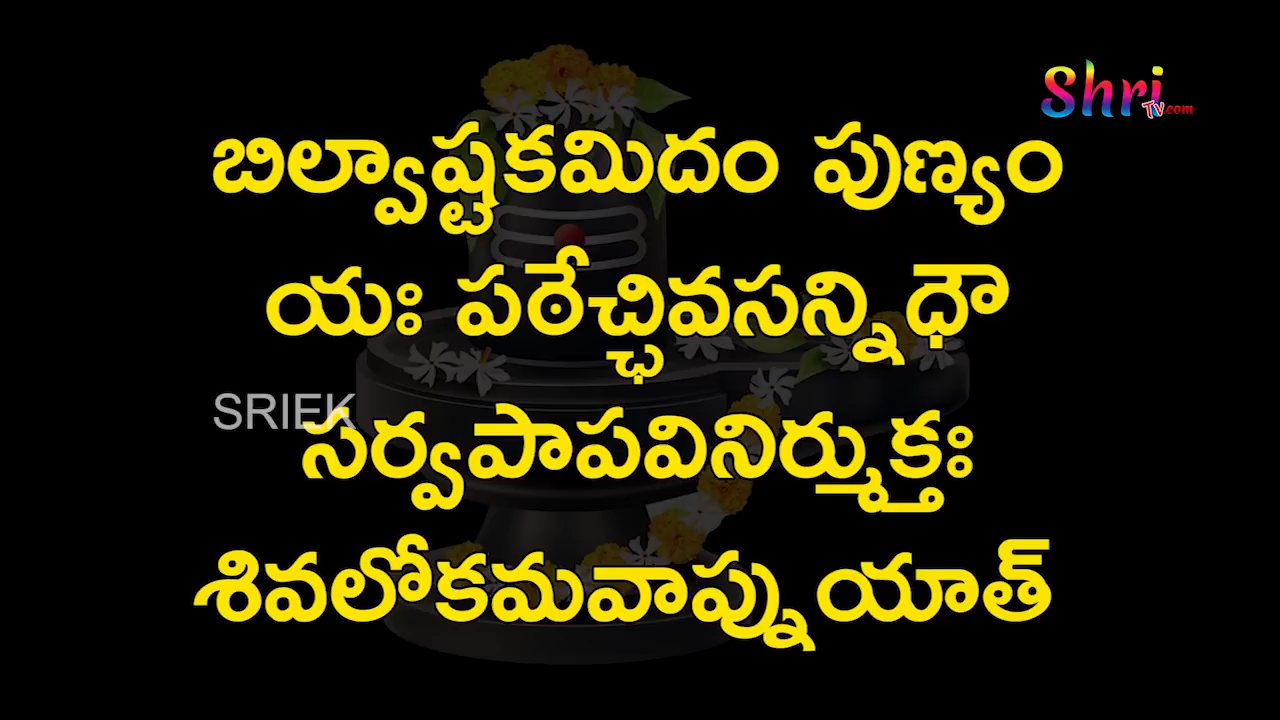 Shri
TV.com
బిల్వాష్టకమిదం పుణ్యం
యః పఠేచ్ఛివసన్నిధౌ
SRIEK
సర్వపాపవినిర్ముక్తః
శివలోకమవాప్నుయాత్